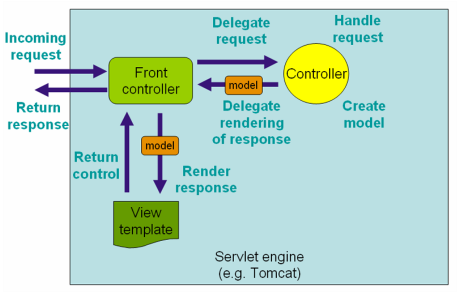 Incoming
request
Return
response
Front
controller
Delegate
request
Handle
request
Controller
model
Delegate
rendering
of response
Create
model
Return
control
model
Render
response
View
template
Servlet engine
(e.g. Tomcat)